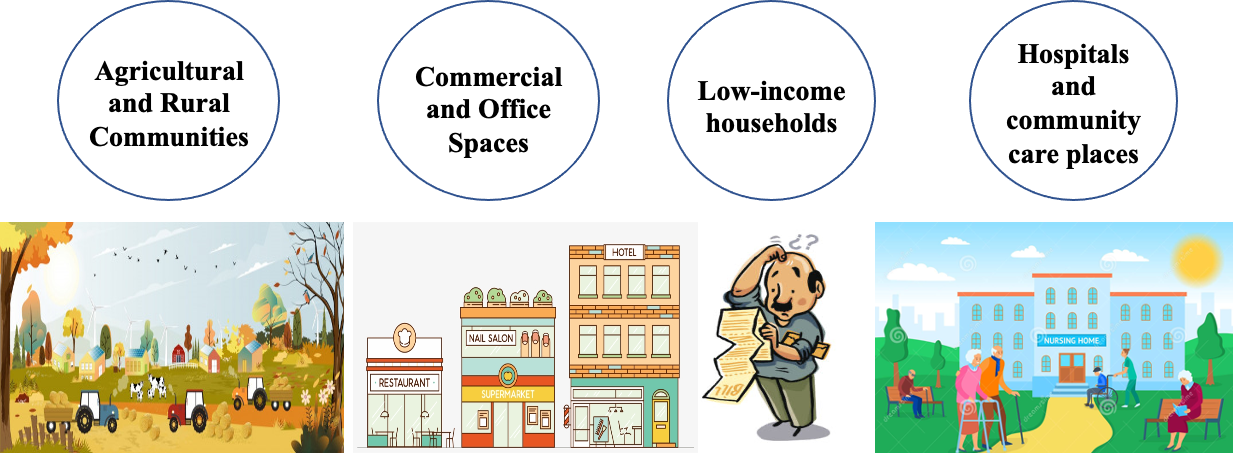 Agricultural
and Rural
Communities
Commercial
and Office
Spaces
Low-income
households
Hospitals
and
community
care places
RESTAURANT
NAIL SALON
SUPERMARKET
HOTEL
¿?
BILL
NURSING HOME